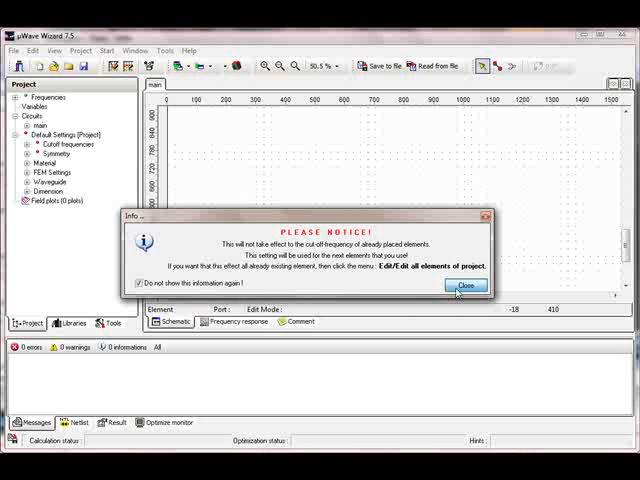 µWave Wizard 7.5
File Edit View Project Start Window Tools Help
50.5 % Save to file Read from file
Project
main
Frequencies
Variables
Circuits
main
Default Settings [Project]
Cutoff frequencies
Symmetry
Material
FEM Settings
Waveguide
Dimension
Field plots (0 plots)
0 100 200 300 400 500 600 700 800 900 1000 1100 1200 1300 1400 1500
900
840
780
720
660
600
Info ...
PLEASE NOTICE!
This will not take effect to the cut-off-frequency of already placed elements.
This setting will be used for the next elements that you use!
If you want that this effect all already existing element, then click the menu : Edit/Edit all elements of project.
Do not show this information again !
Close
Element Port : Edit Mode : -18 410
Project Libraries Tools
Schematic Frequency response Comment
0 errors 0 warnings 0 informations All
Messages Netlist Result Optimize monitor
Calculation status : Optimization status : Hints :